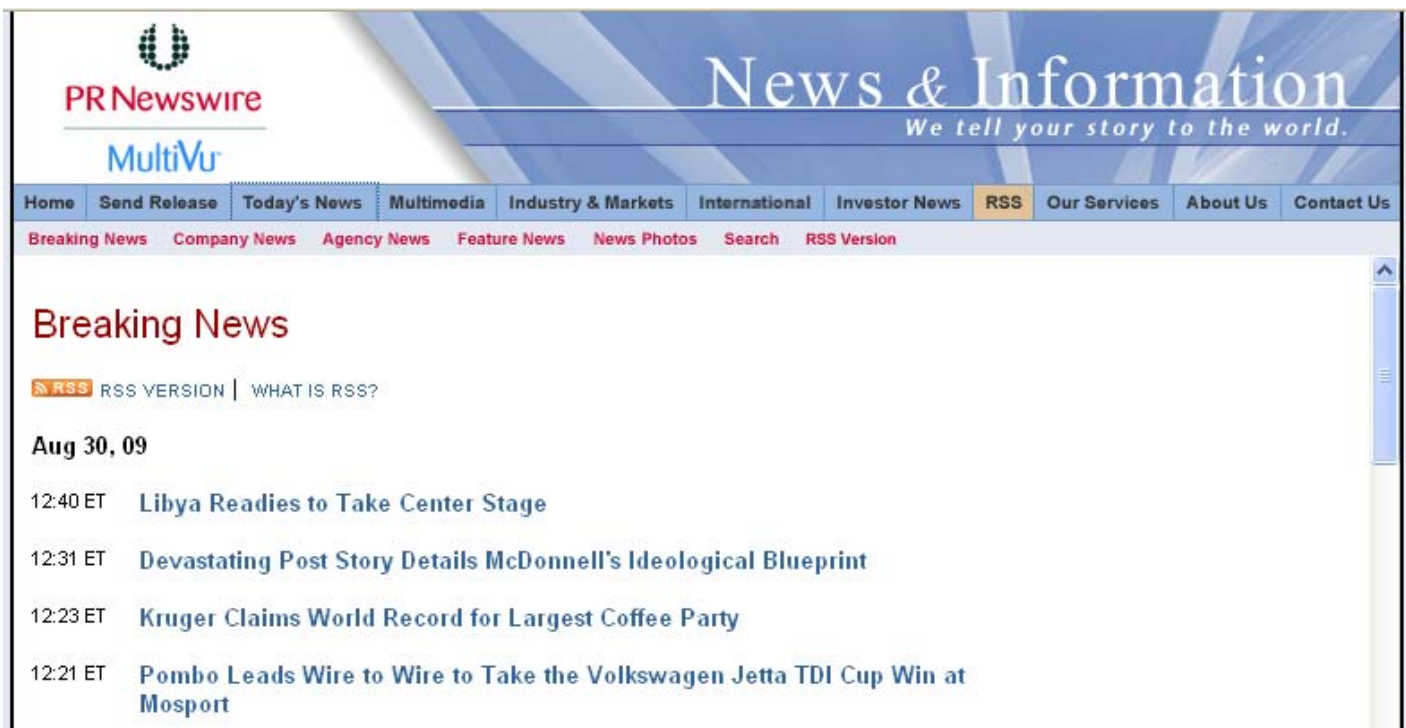 PR Newswire
MultiVu
News & Information
We tell your story to the world.
Home Send Release Today's News Multimedia Industry & Markets International Investor News RSS Our Services About Us Contact Us
Breaking News Company News Agency News Feature News News Photos Search RSS Version
Breaking News
RSS RSS VERSION | WHAT IS RSS?
Aug 30, 09
12:40 ET Libya Readies to Take Center Stage
12:31 ET Devastating Post Story Details McDonnell's Ideological Blueprint
12:23 ET Kruger Claims World Record for Largest Coffee Party
12:21 ET Pombo Leads Wire to Wire to Take the Volkswagen Jetta TDI Cup Win at
Mosport